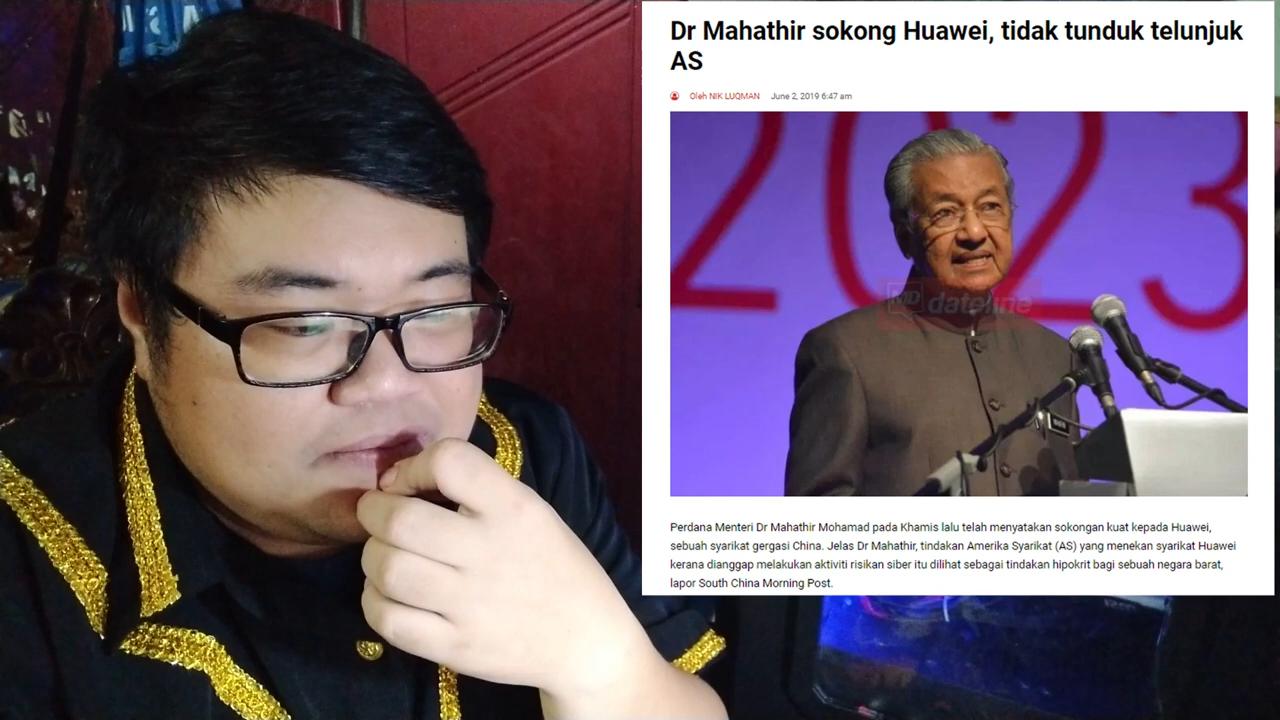 Dr Mahathir sokong Huawei, tidak tunduk telunjuk
AS
Oleh NIK LUQMAN June 2, 2019 6:47 am
2023
MD dateline
Perdana Menteri Dr Mahathir Mohamad pada Khamis lalu telah menyatakan sokongan kuat kepada Huawei,
sebuah syarikat gergasi China. Jelas Dr Mahathir, tindakan Amerika Syarikat (AS) yang menekan syarikat Huawei
kerana dianggap melakukan aktiviti risikan siber itu dilihat sebagai tindakan hipokrit bagi sebuah negara barat,
lapor South China Morning Post.